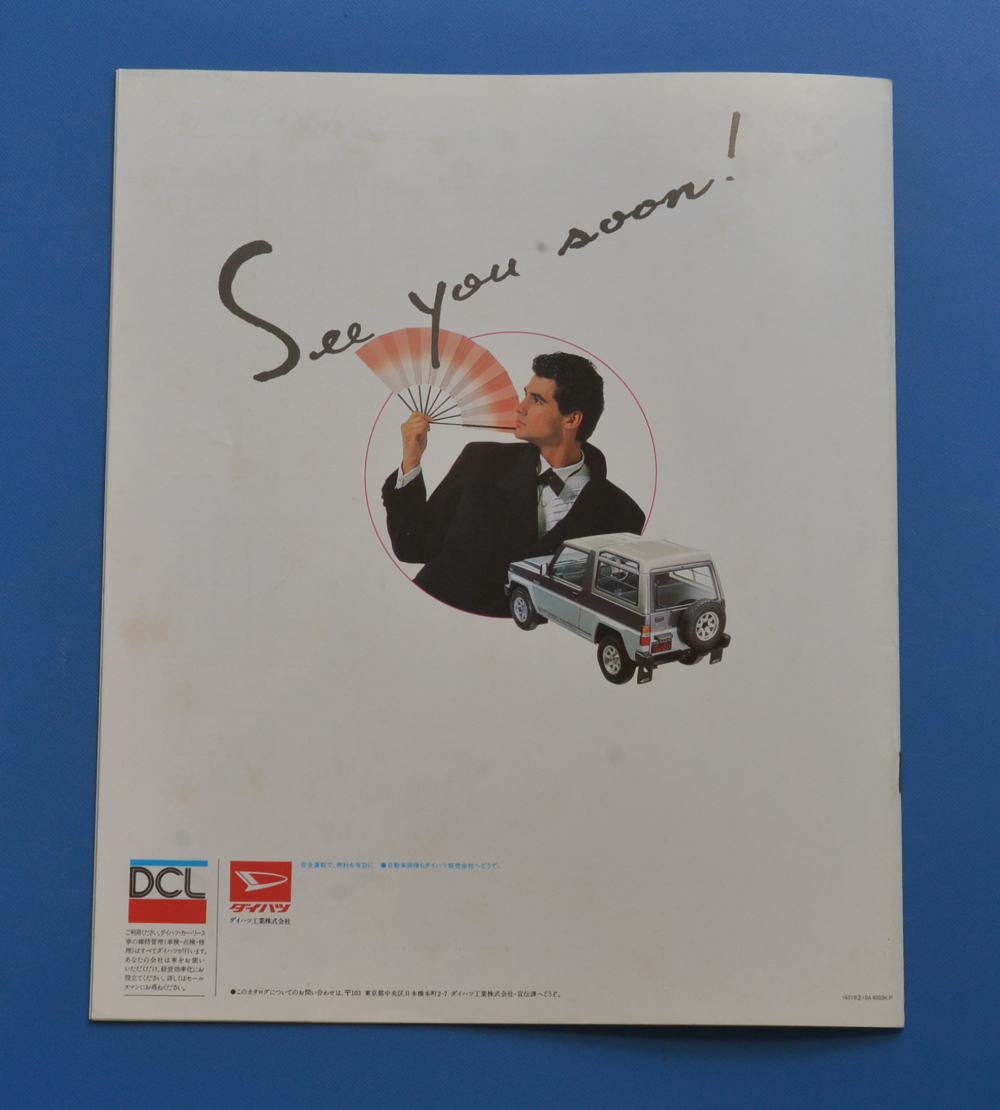 See you soon!
DCL
ご利用ください。ダイハツ・カー・リース
車の維持管理(車検・点検・修
理)はすべてダイハツが行います。
あなたの会社は車をお使い
いただくだけ。経営効率化にお
役立てください。詳しくはセール
スマンにお尋ねください。
ダイハツ
ダイハツ工業株式会社
安全運転で、燃料を有効に ●自動車保険もダイハツ販売会社へどうぞ。
●このカタログについてのお問い合わせは、〒103 東京都中央区日本橋本町2-7 ダイハツ工業株式会社・宣伝課へどうぞ。